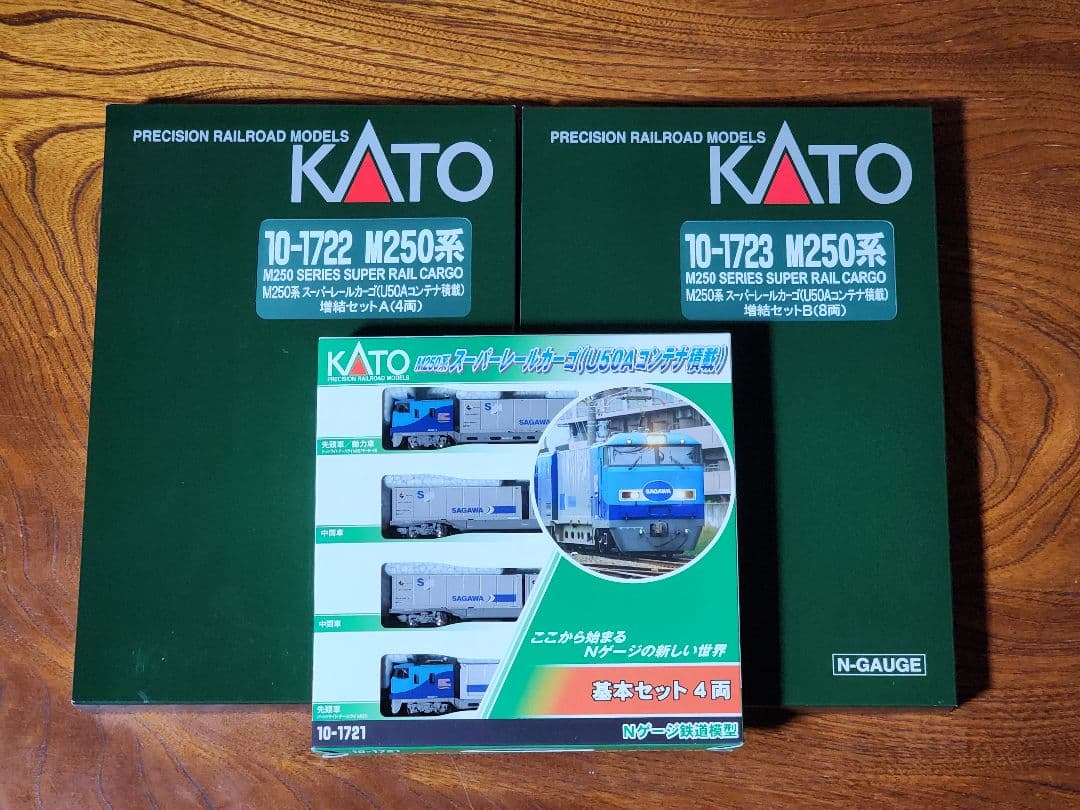 PRECISION RAILROAD MODELS
KATO
10-1722 M250系
M250 SERIES SUPER RAIL CARGO
M250系 スーパーレールカーゴ(U50Aコンテナ積載)
増結セットA(4両)
PRECISION RAILROAD MODELS
KATO
10-1723 M250系
M250 SERIES SUPER RAIL CARGO
M250系 スーパーレールカーゴ(U50Aコンテナ積載)
増結セットB(8両)
N-GAUGE
KATO
PRECISION RAILROAD MODELS
M250系 スーパーレールカーゴ(U50Aコンテナ積載)
S
SAGAWA
先頭車/動力車
S
SAGAWA
中間車
S
SAGAWA
中間車
先頭車
SAGAWA
ここから始まる
Nゲージの新しい世界
基本セット 4両
10-1721
Nゲージ鉄道模型
10-1721